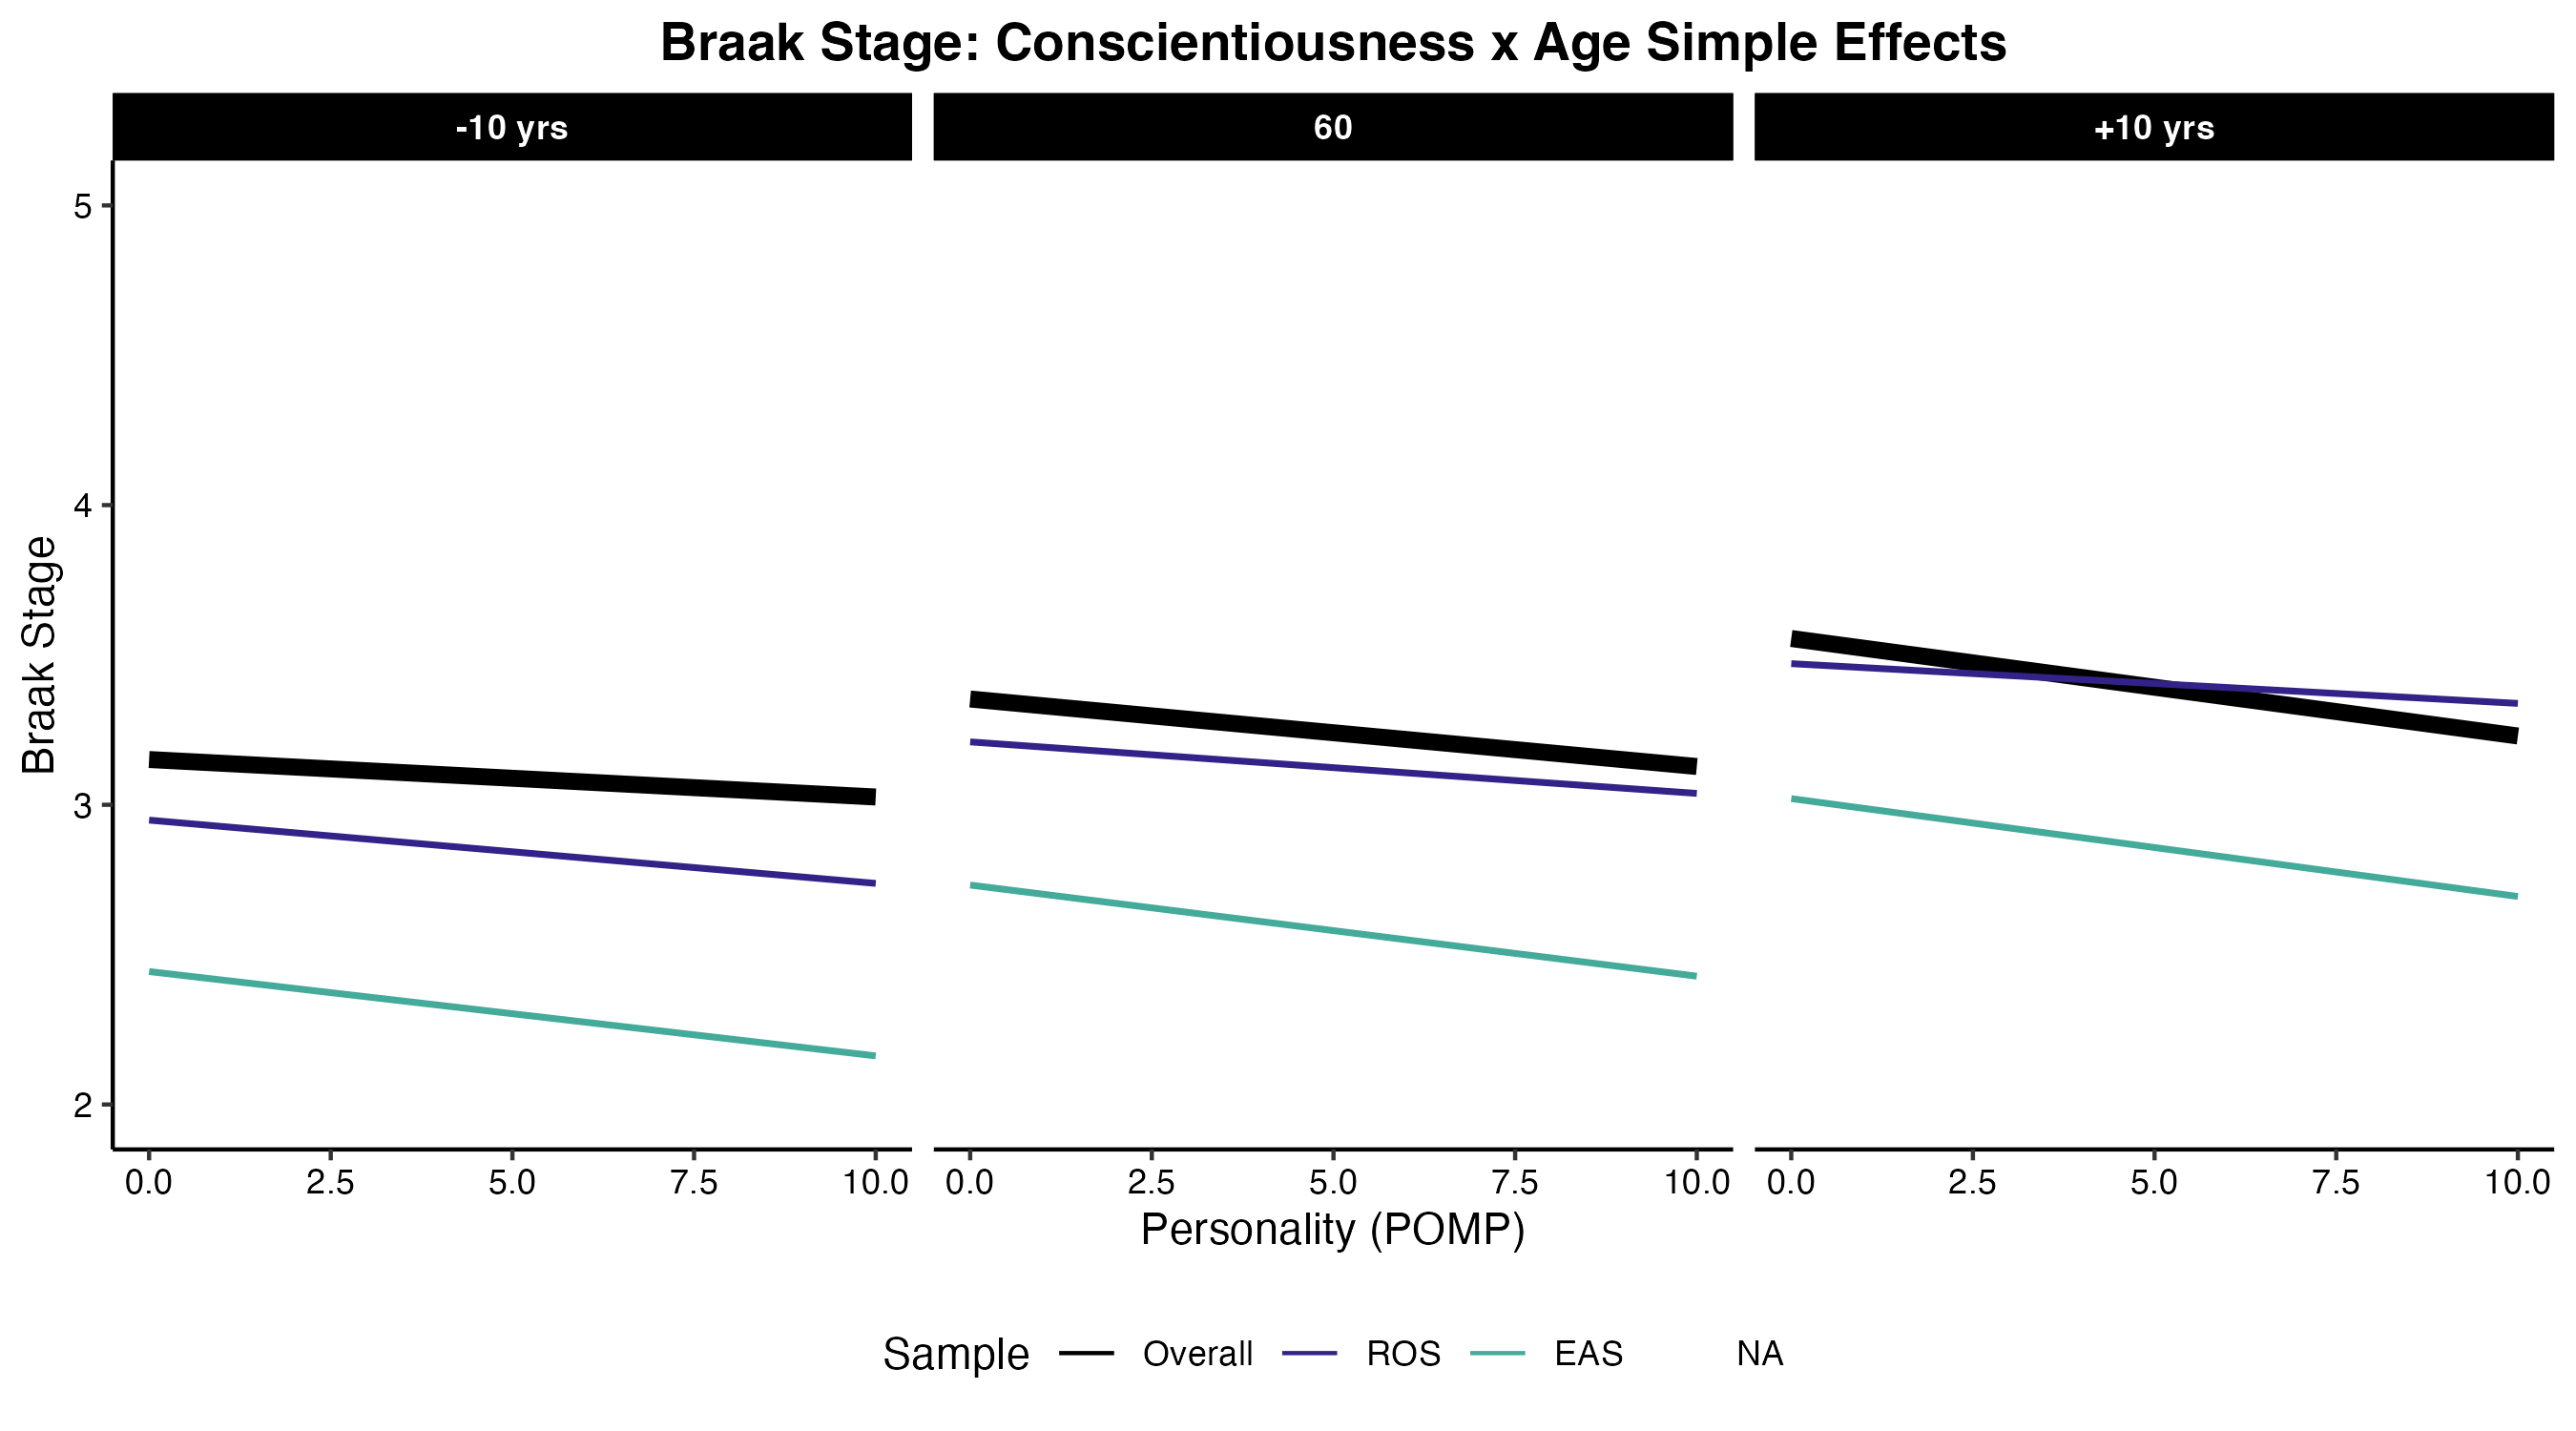 Braak Stage: Conscientiousness x Age Simple Effects
-10 yrs 60 +10 yrs
5
4
3
2
Braak Stage
0.0 2.5 5.0 7.5 10.0 0.0 2.5 5.0 7.5 10.0 0.0 2.5 5.0 7.5 10.0
Personality (POMP)
Sample Overall ROS EAS NA